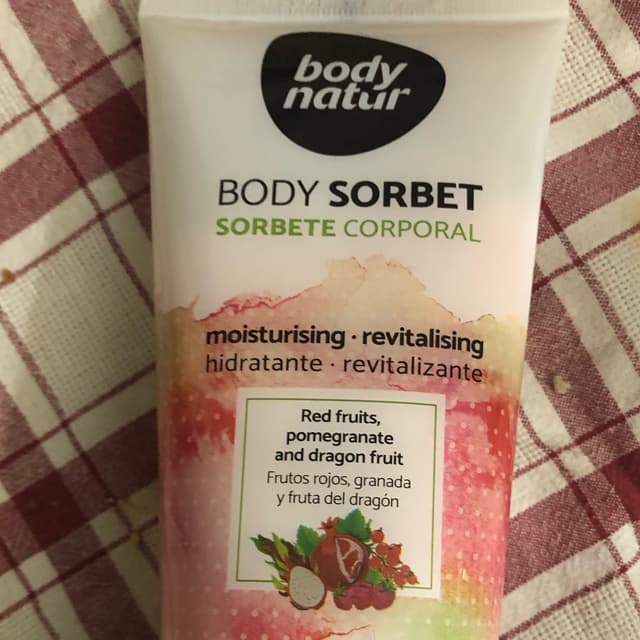 body
natur
BODY SORBET
SORBETE CORPORAL
moisturising · revitalising
hidratante · revitalizante
Red fruits,
pomegranate
and dragon fruit
Frutos rojos, granada
y fruta del dragón